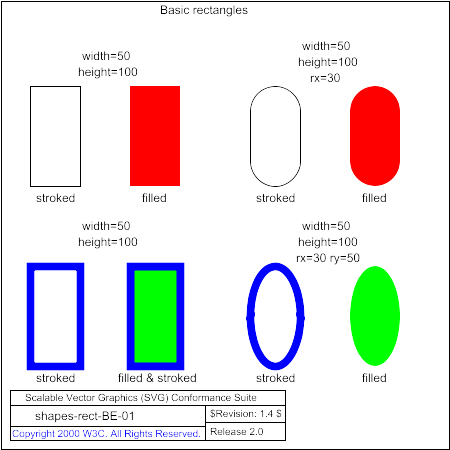 Basic rectangles
width=50
height=100
width=50
height=100
rx=30
stroked
filled
stroked
filled
width=50
height=100
width=50
height=100
rx=30 ry=50
stroked
filled & stroked
stroked
filled
Scalable Vector Graphics (SVG) Conformance Suite
shapes-rect-BE-01
$Revision: 1.4 $
Release 2.0
Copyright 2000 W3C. All Rights Reserved.